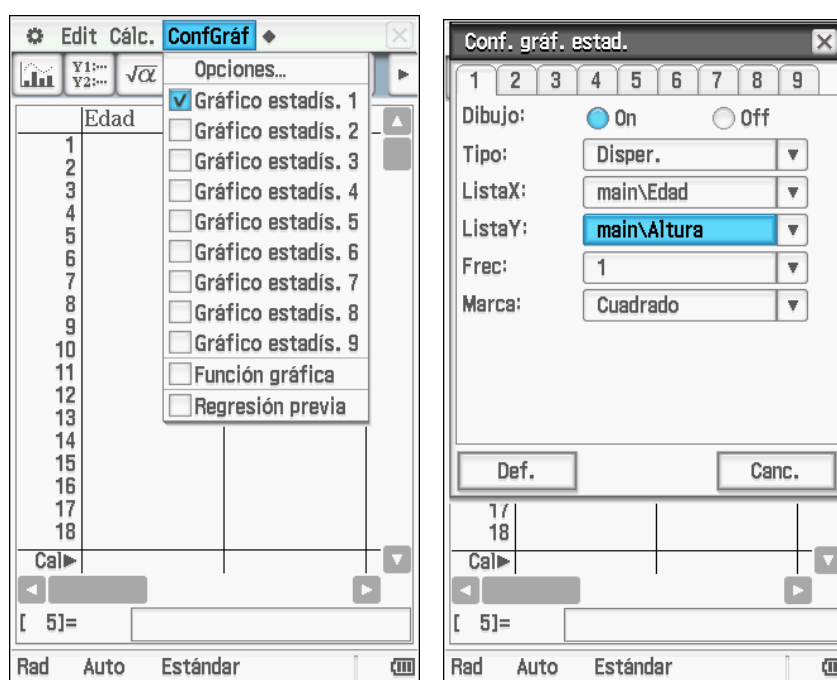 Edit Cálc. ConfGráf
Y1:...
Y2:...
√α
Opciones...
Gráfico estadís. 1
Gráfico estadís. 2
Gráfico estadís. 3
Gráfico estadís. 4
Gráfico estadís. 5
Gráfico estadís. 6
Gráfico estadís. 7
Gráfico estadís. 8
Gráfico estadís. 9
Función gráfica
Regresión previa
Edad
1
2
3
4
5
6
7
8
9
10
11
12
13
14
15
16
17
18
Cal▶
[ 5]=
Rad Auto Estándar
Conf. gráf. estad.
1 2 3 4 5 6 7 8 9
Dibujo: On Off
Tipo: Disper.
ListaX: main\Edad
ListaY: main\Altura
Frec: 1
Marca: Cuadrado
Def. Canc.
17
18
Cal▶
[ 5]=
Rad Auto Estándar